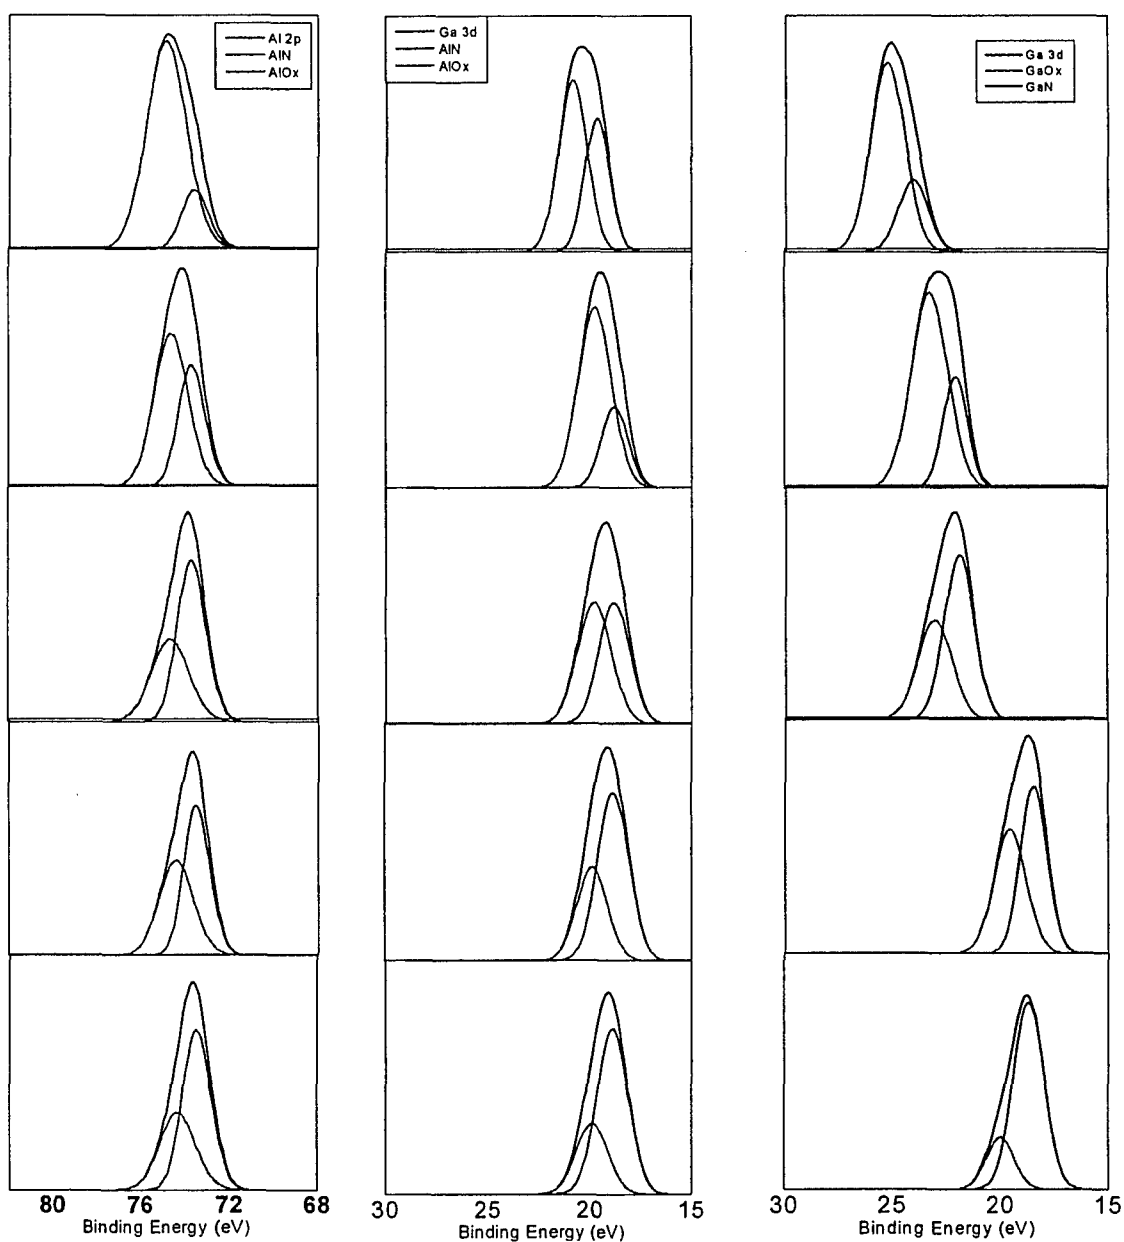 Al 2p
AlN
AlOx
Ga 3d
AlN
AlOx
Ga 3d
GaOx
GaN
80 76 72 68
Binding Energy (eV)
30 25 20 15
Binding Energy (eV)
30 25 20 15
Binding Energy (eV)